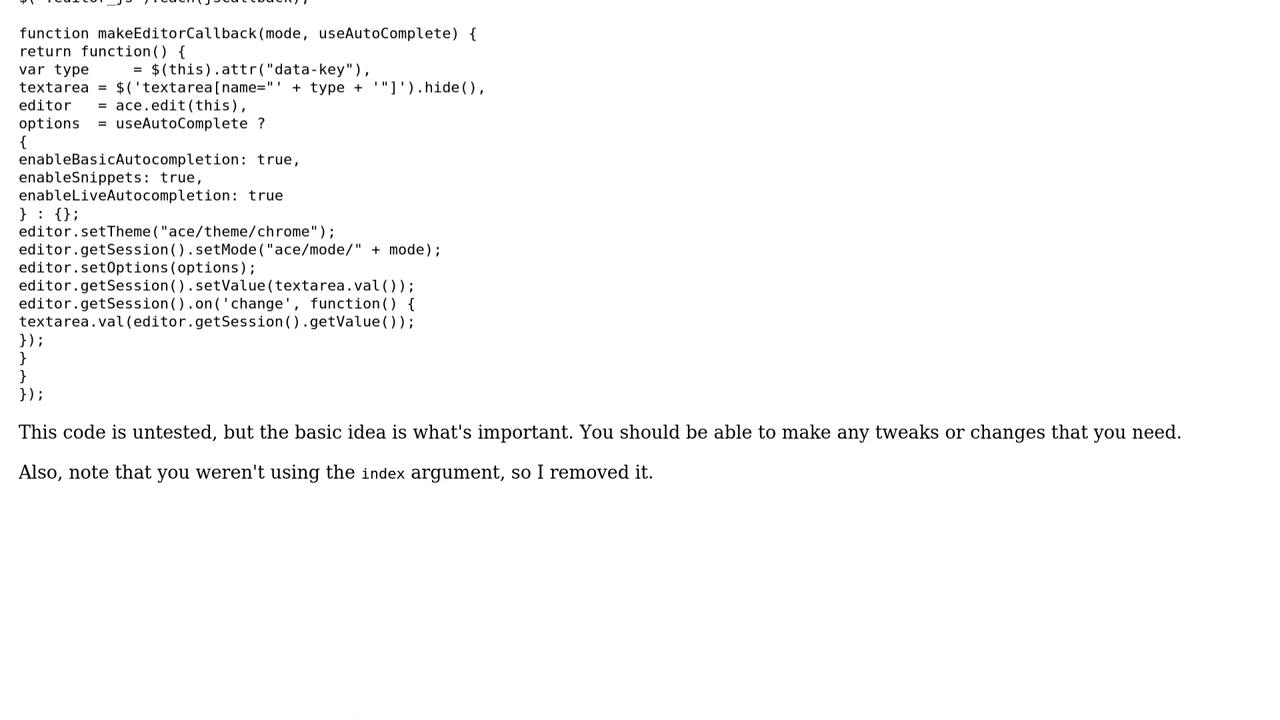 function makeEditorCallback(mode, useAutoComplete) {
return function() {
var type     = $(this).attr("data-key"),
textarea = $('textarea[name="' + type + '"]').hide(),
editor   = ace.edit(this),
options  = useAutoComplete ?
{
enableBasicAutocompletion: true,
enableSnippets: true,
enableLiveAutocompletion: true
} : {};
editor.setTheme("ace/theme/chrome");
editor.getSession().setMode("ace/mode/" + mode);
editor.setOptions(options);
editor.getSession().setValue(textarea.val());
editor.getSession().on('change', function() {
textarea.val(editor.getSession().getValue());
});
}
}
});
This code is untested, but the basic idea is what's important. You should be able to make any tweaks or changes that you need.
Also, note that you weren't using the index argument, so I removed it.